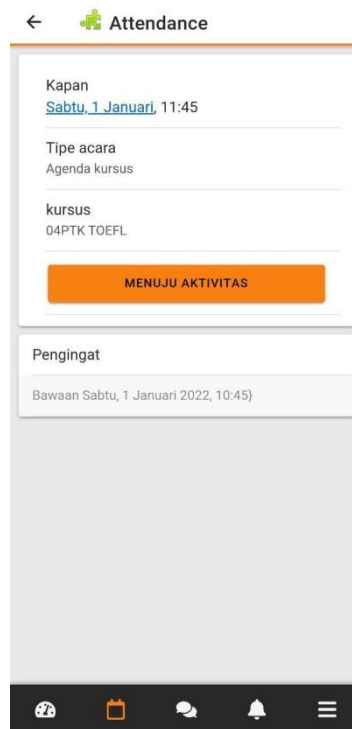 Attendance
Kapan
Sabtu, 1 Januari, 11:45
Tipe acara
Agenda kursus
kursus
04PTK TOEFL
MENUJU AKTIVITAS
Pengingat
Bawaan Sabtu, 1 Januari 2022, 10:45}